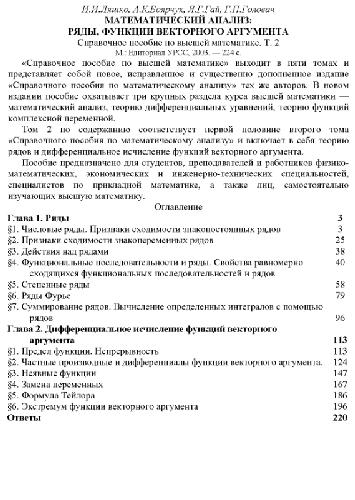 И.И.Ляшко, А.К.Боярчук, Я.Г.Гай, Г.П.Головач
МАТЕМАТИЧЕСКИЙ АНАЛИЗ:
РЯДЫ, ФУНКЦИИ ВЕКТОРНОГО АРГУМЕНТА
Справочное пособие по высшей математике. Т. 2
М.: Едиториал УРСС, 2003. — 224 с.
«Справочное пособие по высшей математике» выходит в пяти томах и
представляет собой новое, исправленное и существенно дополненное издание
«Справочного пособия по математическому анализу» тех же авторов. В новом
издании пособие охватывает три крупных раздела курса высшей математики —
математический анализ, теорию дифференциальных уравнений, теорию функций
комплексной переменной.
Том 2 по содержанию соответствует первой половине второго тома
«Справочного пособия по математическому анализу» и включает в себя теорию
рядов и дифференциальное исчисление функций векторного аргумента.
Пособие предназначено для студентов, преподавателей и работников физико-
математических, экономических и инженерно-технических специальностей,
специалистов по прикладной математике, а также лиц, самостоятельно
изучающих высшую математику.
Оглавление
Глава 1. Ряды 3
§1. Числовые ряды. Признаки сходимости знакопостоянных рядов 3
§2. Признаки сходимости знакопеременных рядов 25
§3. Действия над рядами 38
§4. Функциональные последовательности и ряды. Свойства равномерно 40
сходящихся функциональных последовательностей и рядов
§5. Степенные ряды 58
§6. Ряды Фурье 79
§7. Суммирование рядов. Вычисление определенных интегралов с помощью
рядов 96
Глава 2. Дифференциальное исчисление функций векторного
аргумента 113
§1. Предел функции. Непрерывность 113
§2. Частные производные и дифференциалы функции векторного аргумента. 124
§3. Неявные функции 147
§4. Замена переменных 167
§5. Формула Тейлора 186
§6. Экстремум функции векторного аргумента 196
Ответы 220